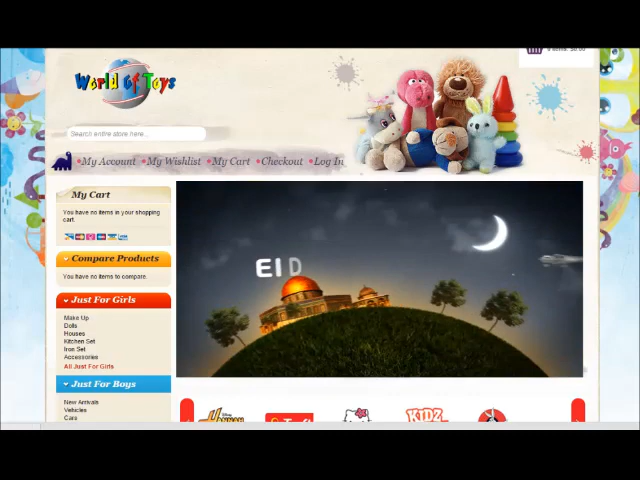 World Of Toys
Search entire store here...
My Account
My Wishlist
My Cart
Checkout
Log In
My Cart
You have no items in your shopping
cart.
Compare Products
You have no items to compare.
EID
Just For Girls
Make Up
Dolls
Houses
Kitchen Set
Iron Set
Accessories
All Just For Girls
Just For Boys
New Arrivals
Vehicles
Cars
Disney
HANNAH
KIDZ